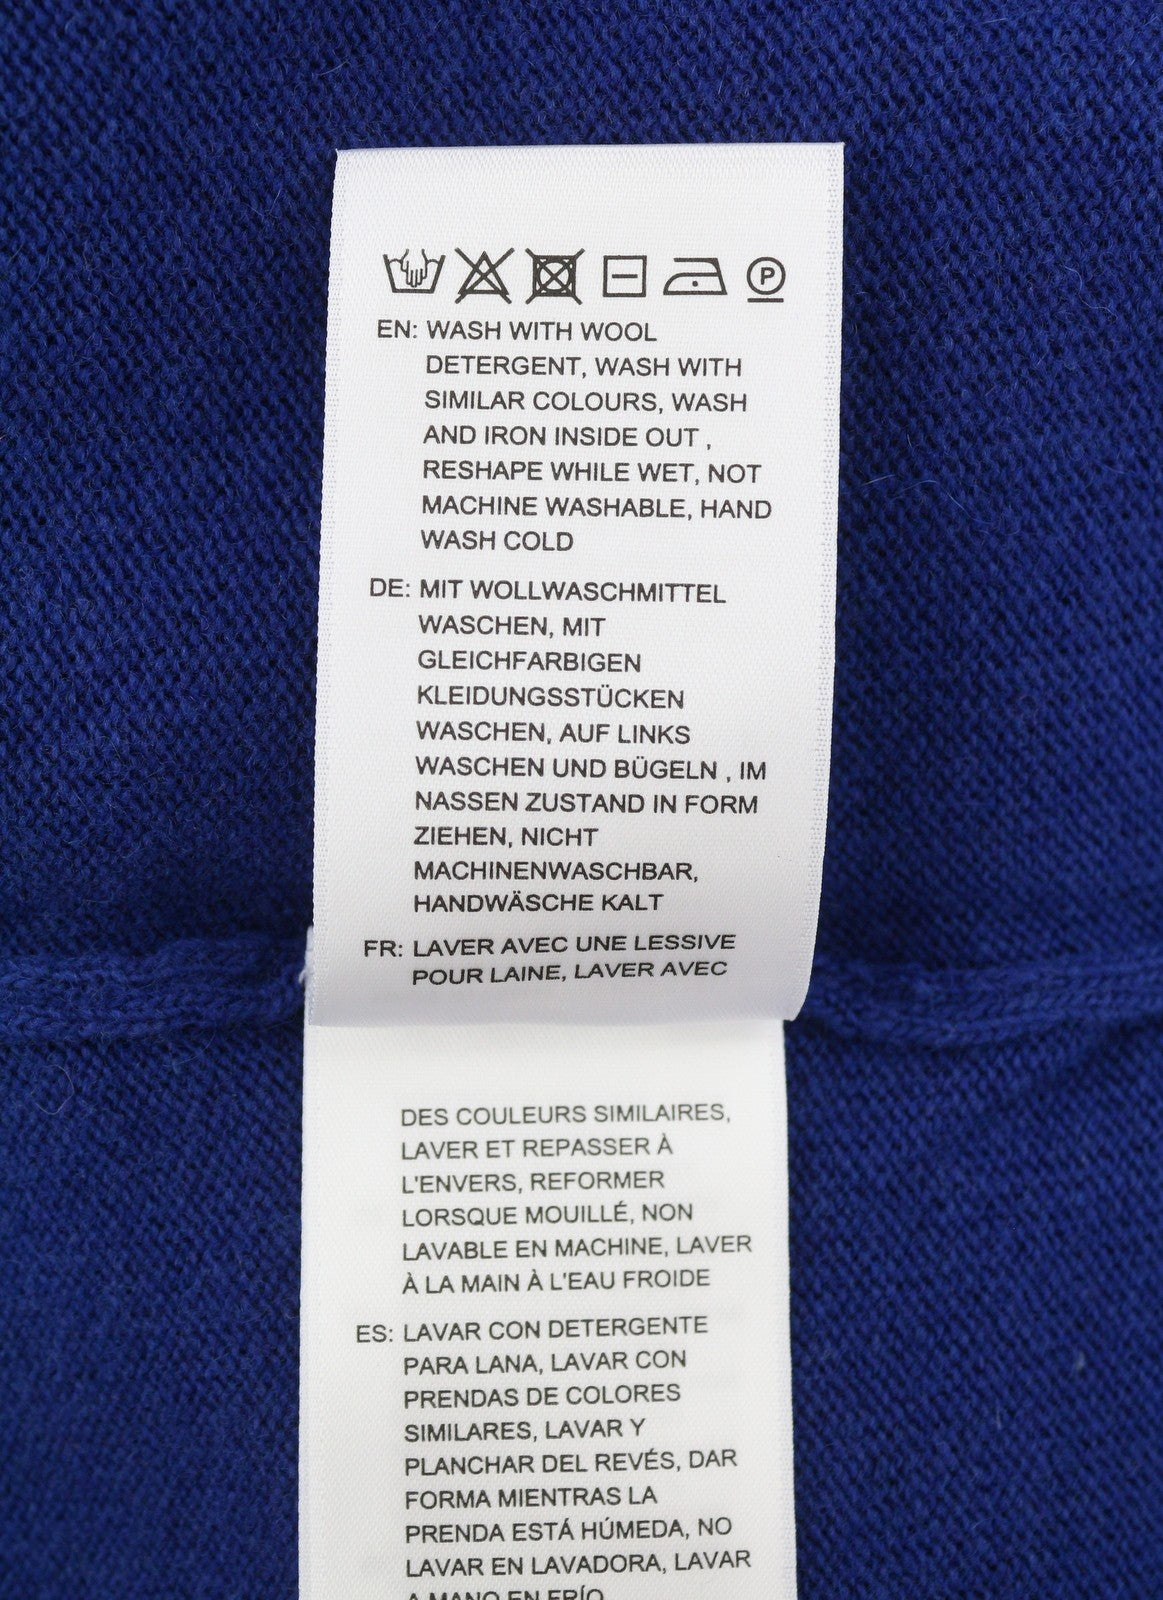 P
EN: WASH WITH WOOL
DETERGENT, WASH WITH
SIMILAR COLOURS, WASH
AND IRON INSIDE OUT ,
RESHAPE WHILE WET, NOT
MACHINE WASHABLE, HAND
WASH COLD
DE: MIT WOLLWASCHMITTEL
WASCHEN, MIT
GLEICHFARBIGEN
KLEIDUNGSSTÜCKEN
WASCHEN, AUF LINKS
WASCHEN UND BÜGELN , IM
NASSEN ZUSTAND IN FORM
ZIEHEN, NICHT
MACHINENWASCHBAR,
HANDWÄSCHE KALT
FR: LAVER AVEC UNE LESSIVE
POUR LAINE, LAVER AVEC
DES COULEURS SIMILAIRES,
LAVER ET REPASSER À
L'ENVERS, REFORMER
LORSQUE MOUILLÉ, NON
LAVABLE EN MACHINE, LAVER
À LA MAIN À L'EAU FROIDE
ES: LAVAR CON DETERGENTE
PARA LANA, LAVAR CON
PRENDAS DE COLORES
SIMILARES, LAVAR Y
PLANCHAR DEL REVÉS, DAR
FORMA MIENTRAS LA
PRENDA ESTÁ HÚMEDA, NO
LAVAR EN LAVADORA, LAVAR
A MANO EN FRÍO